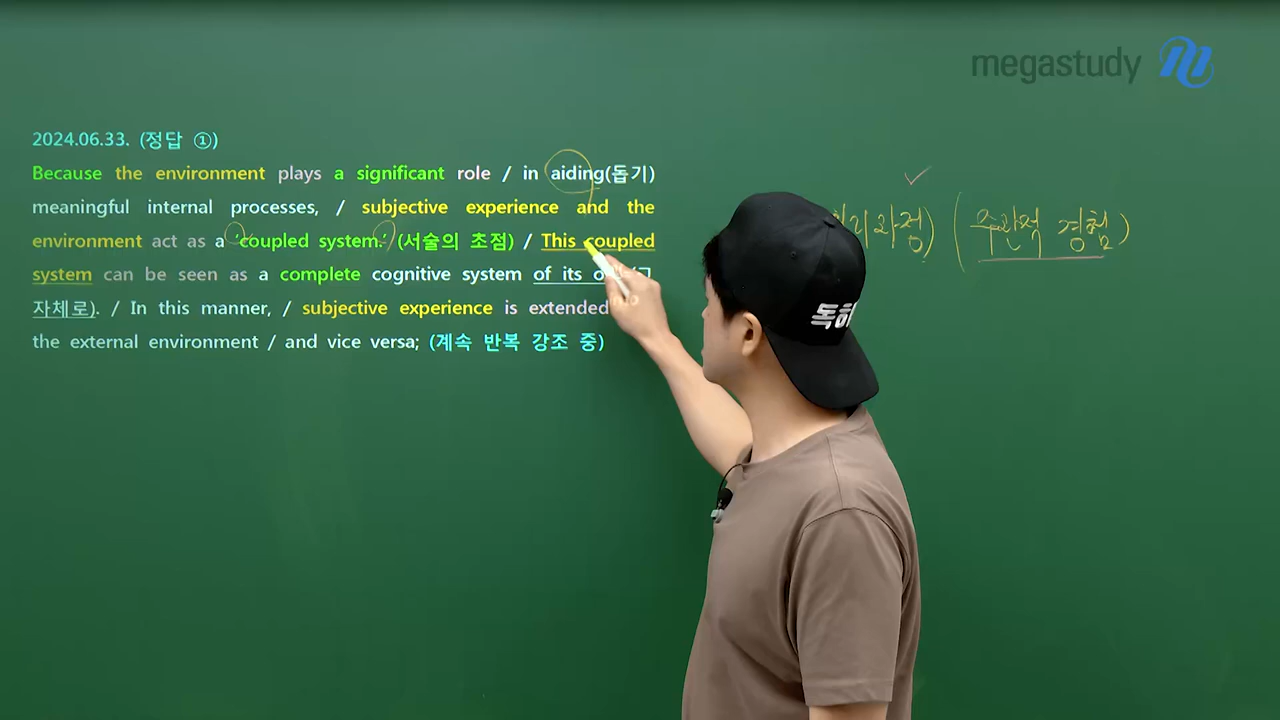 megastudy
2024.06.33. (정답 ①)
Because the environment plays a significant role / in aiding(돕기)
meaningful internal processes, / subjective experience and the
environment act as a 'coupled system.' (서술의 초점) / This coupled
system can be seen as a complete cognitive system of its
자체로). / In this manner, / subjective experience is extended
the external environment / and vice versa; (계속 반복 강조 중)
과정) (주관적 경험)